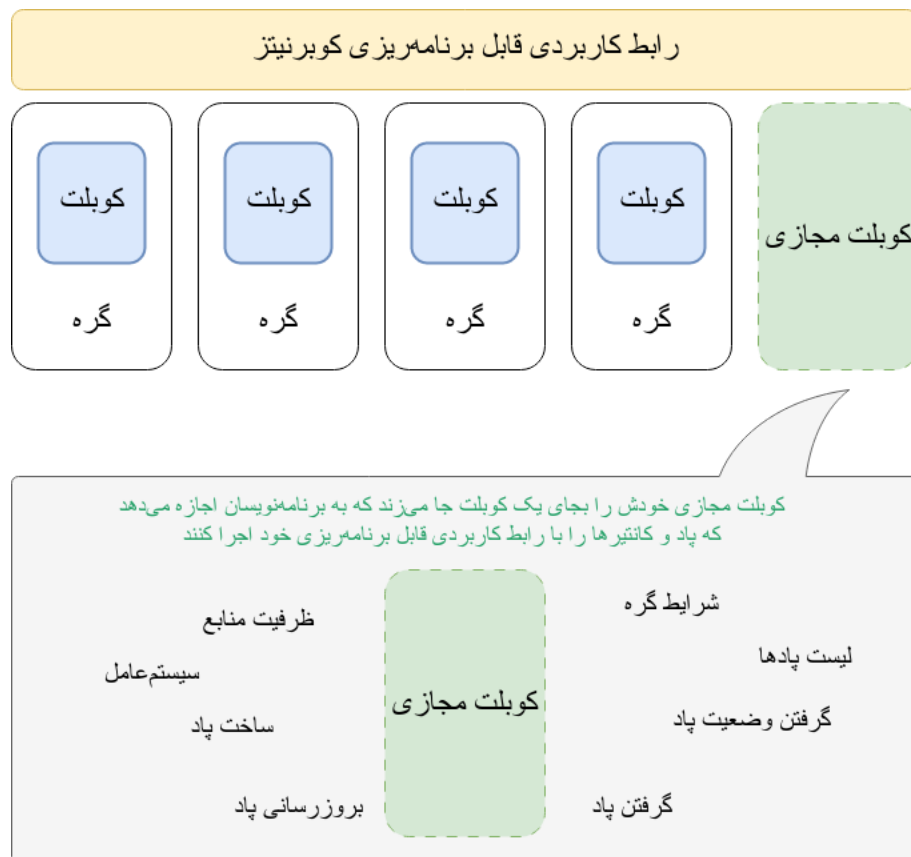 رابط کاربردی قابل برنامه‌ریزی کوبرنیتز
کوبلت
کوبلت
کوبلت
کوبلت
کوبلت مجازی
گره
گره
گره
گره
کوبلت مجازی خودش را بجای یک کوبلت جا می‌زند که به برنامه‌نویسان اجازه می‌دهد
که پاد و کانتیرها را با رابط کاربردی قابل برنامه‌ریزی خود اجرا کنند
شرایط گره
ظرفیت منابع
لیست پادها
سیستم‌عامل
کوبلت مجازی
گرفتن وضعیت پاد
ساخت پاد
گرفتن پاد
بروزرسانی پاد